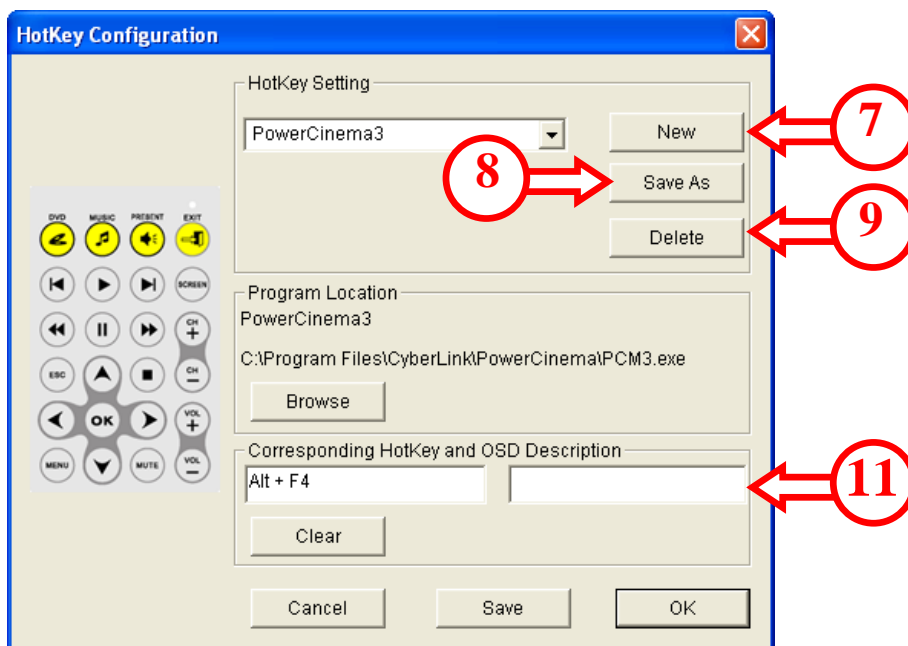 HotKey Configuration
HotKey Setting
PowerCinema3
New
7
8
Save As
Delete
9
DVD MUSIC PRESENT EXIT
SCREEN
CH
+
ESC
CH
−
OK
VOL
+
MENU
MUTE
VOL
−
Program Location
PowerCinema3
C:\Program Files\CyberLink\PowerCinema\PCM3.exe
Browse
Corresponding HotKey and OSD Description
Alt + F4
11
Clear
Cancel
Save
OK